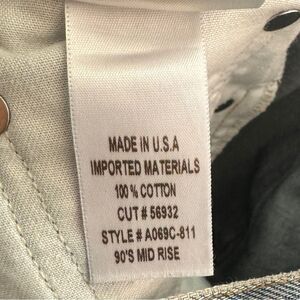 MADE IN U.S.A
IMPORTED MATERIALS
100% COTTON
CUT # 56932
STYLE # A069C-811
90'S MID RISE